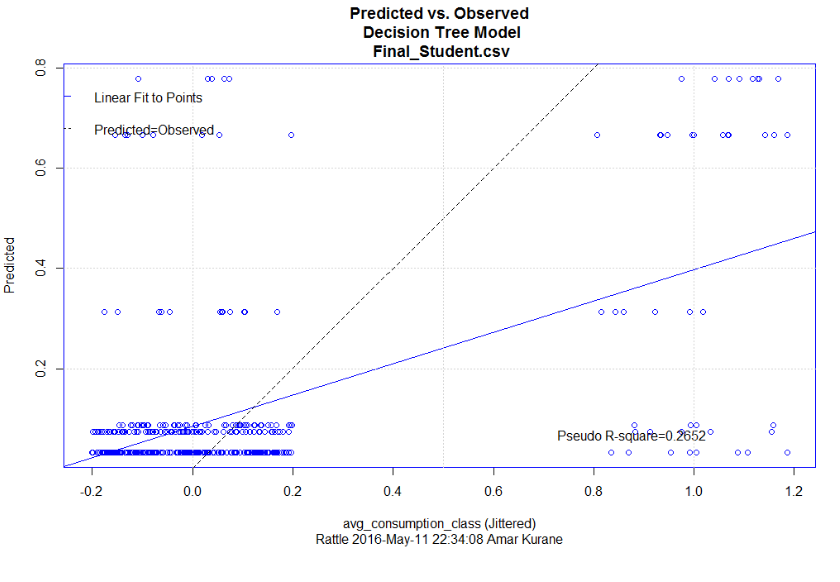 Predicted vs. Observed
Decision Tree Model
Final_Student.csv
Linear Fit to Points
Predicted=Observed
Predicted
0.8
0.6
0.4
0.2
Pseudo R-square=0.2652
-0.2 0.0 0.2 0.4 0.6 0.8 1.0 1.2
avg_consumption_class (Jittered)
Rattle 2016-May-11 22:34:08 Amar Kurane